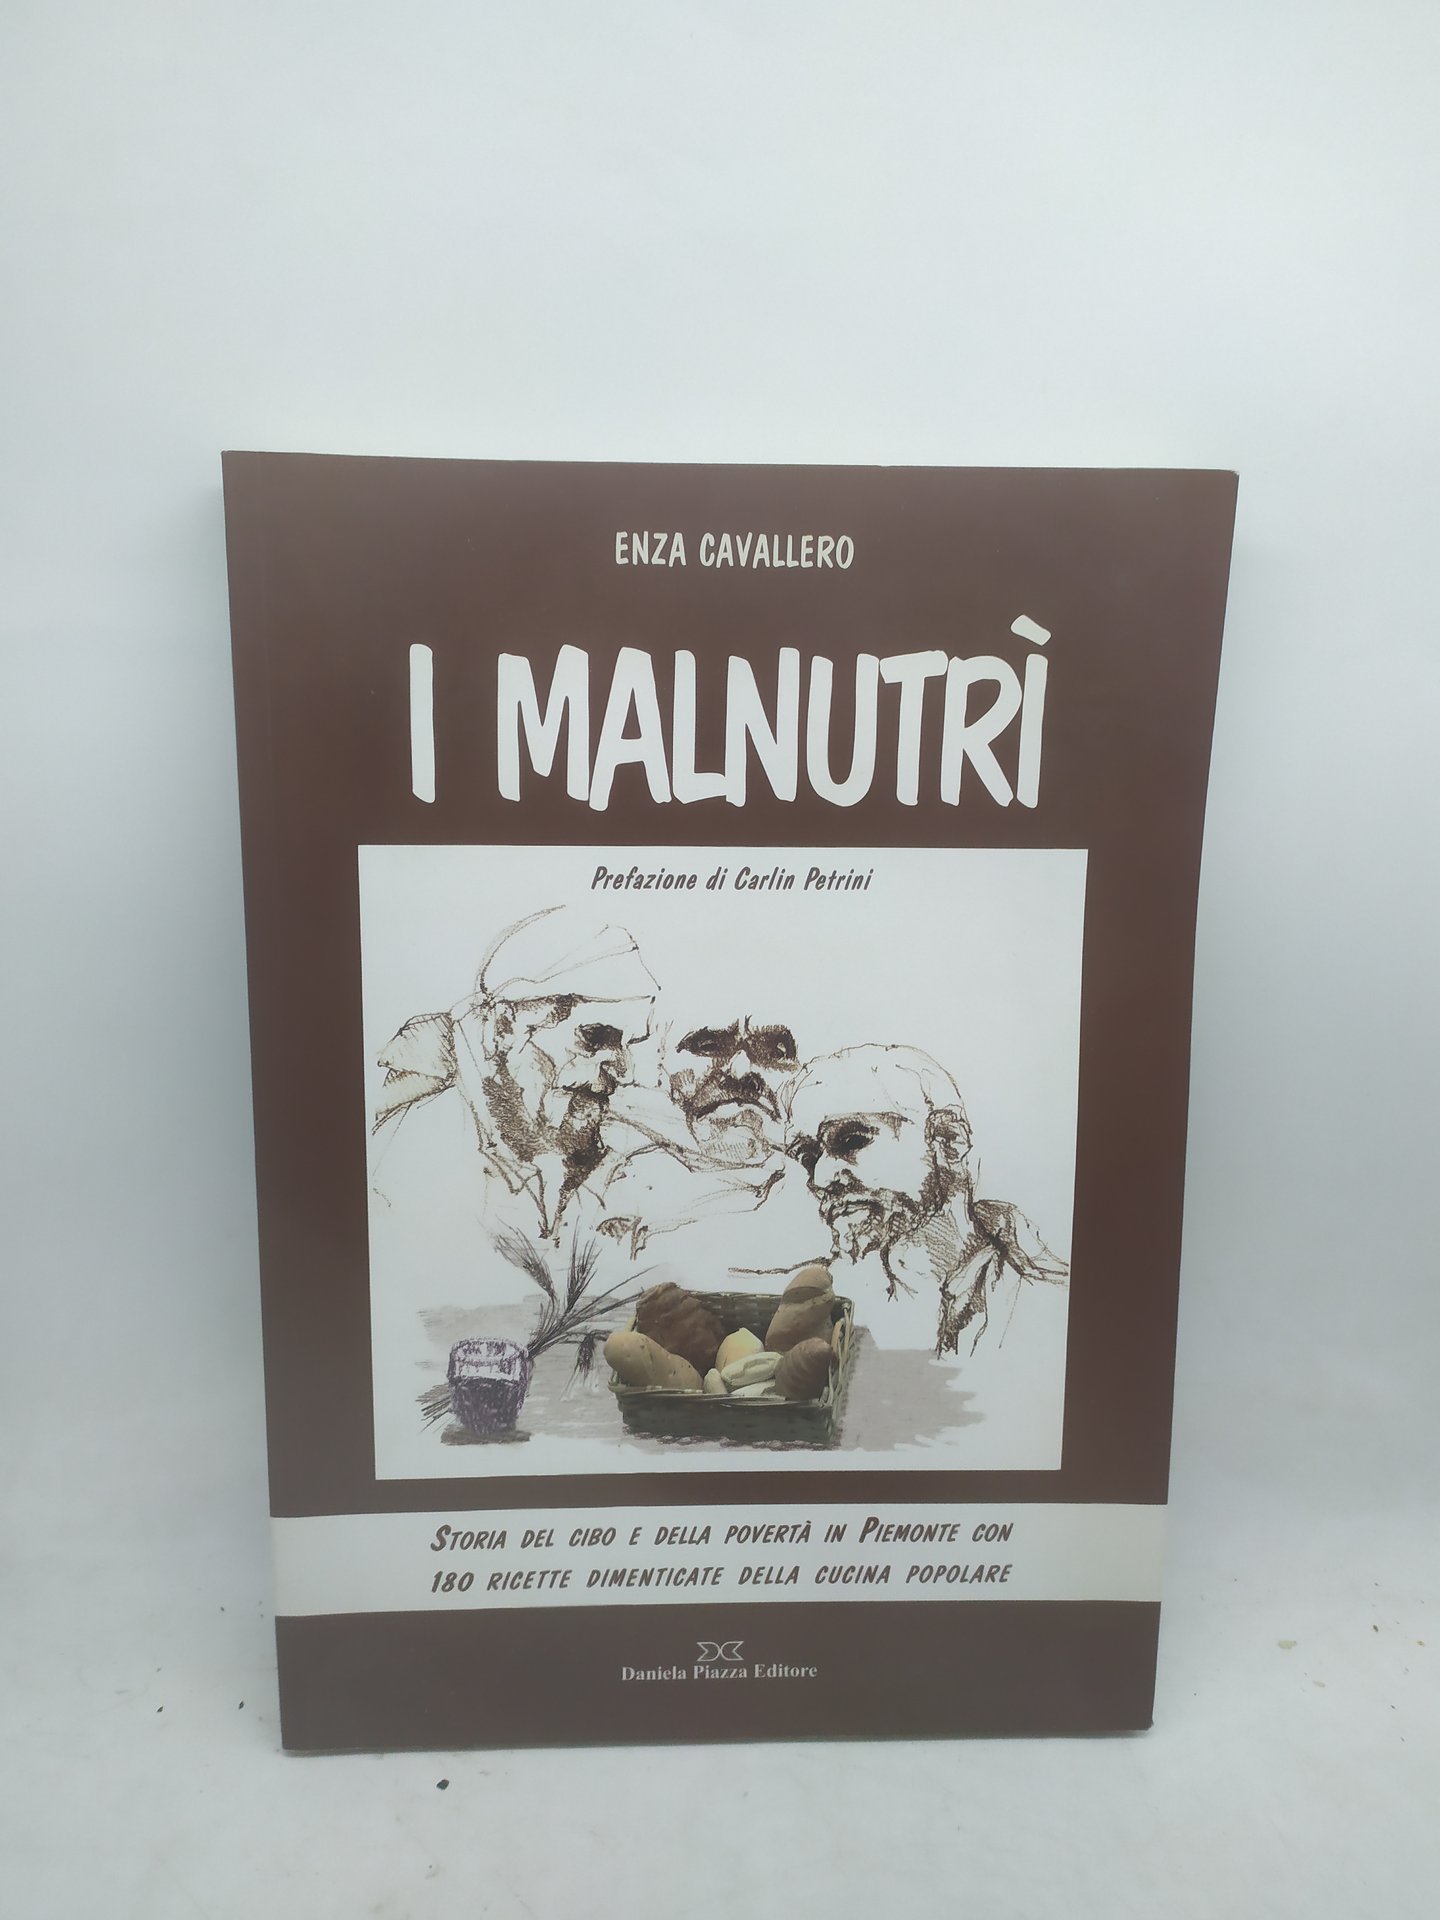 ENZA CAVALLERO
I MALNUTRÌ
Prefazione di Carlin Petrini
STORIA DEL CIBO E DELLA POVERTÀ IN PIEMONTE CON
180 RICETTE DIMENTICATE DELLA CUCINA POPOLARE
Daniela Piazza Editore